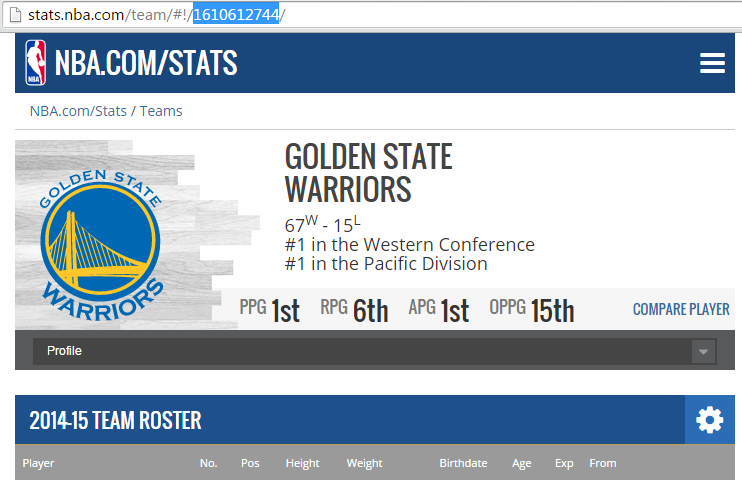 stats.nba.com/team/#!/1610612744/
NBA
NBA.COM/STATS
NBA.com/Stats / Teams
GOLDEN STATE
WARRIORS
GOLDEN STATE
WARRIORS
67W - 15L
#1 in the Western Conference
#1 in the Pacific Division
PPG 1st RPG 6th APG 1st OPPG 15th COMPARE PLAYER
Profile
2014-15 TEAM ROSTER
Player No. Pos Height Weight Birthdate Age Exp From